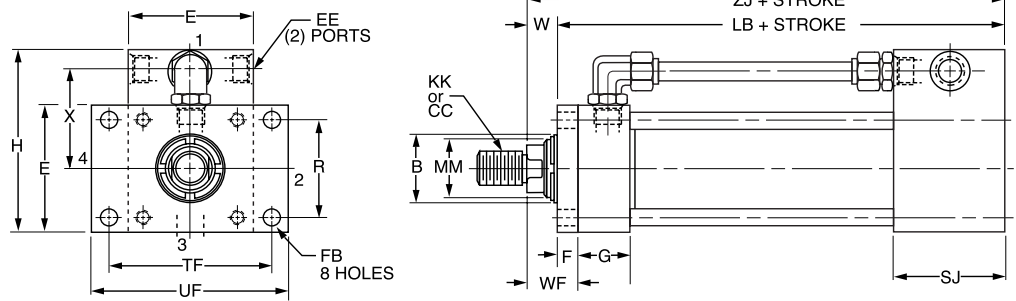 E
EE
(2) PORTS
1
H
X
E
4
2
R
3
FB
8 HOLES
TF
UF
ZJ + STROKE
W
LB + STROKE
KK
or
CC
B
MM
F
G
WF
SJ